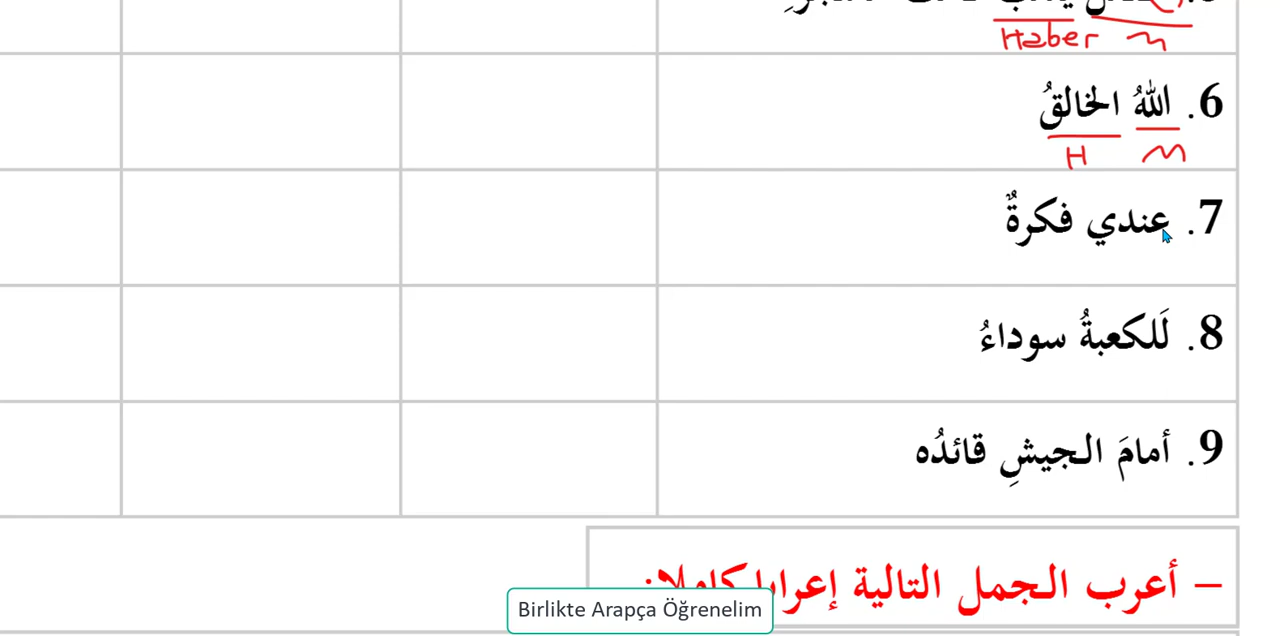 Haber M
6. اللهُ الخالقُ
H M
7. عندي فكرةٌ
8. لَلكعبةُ سوداءُ
9. أمامَ الجيشِ قائدُه
– أعرب الجمل التالية إعرابا كاملا:
Birlikte Arapça Öğrenelim